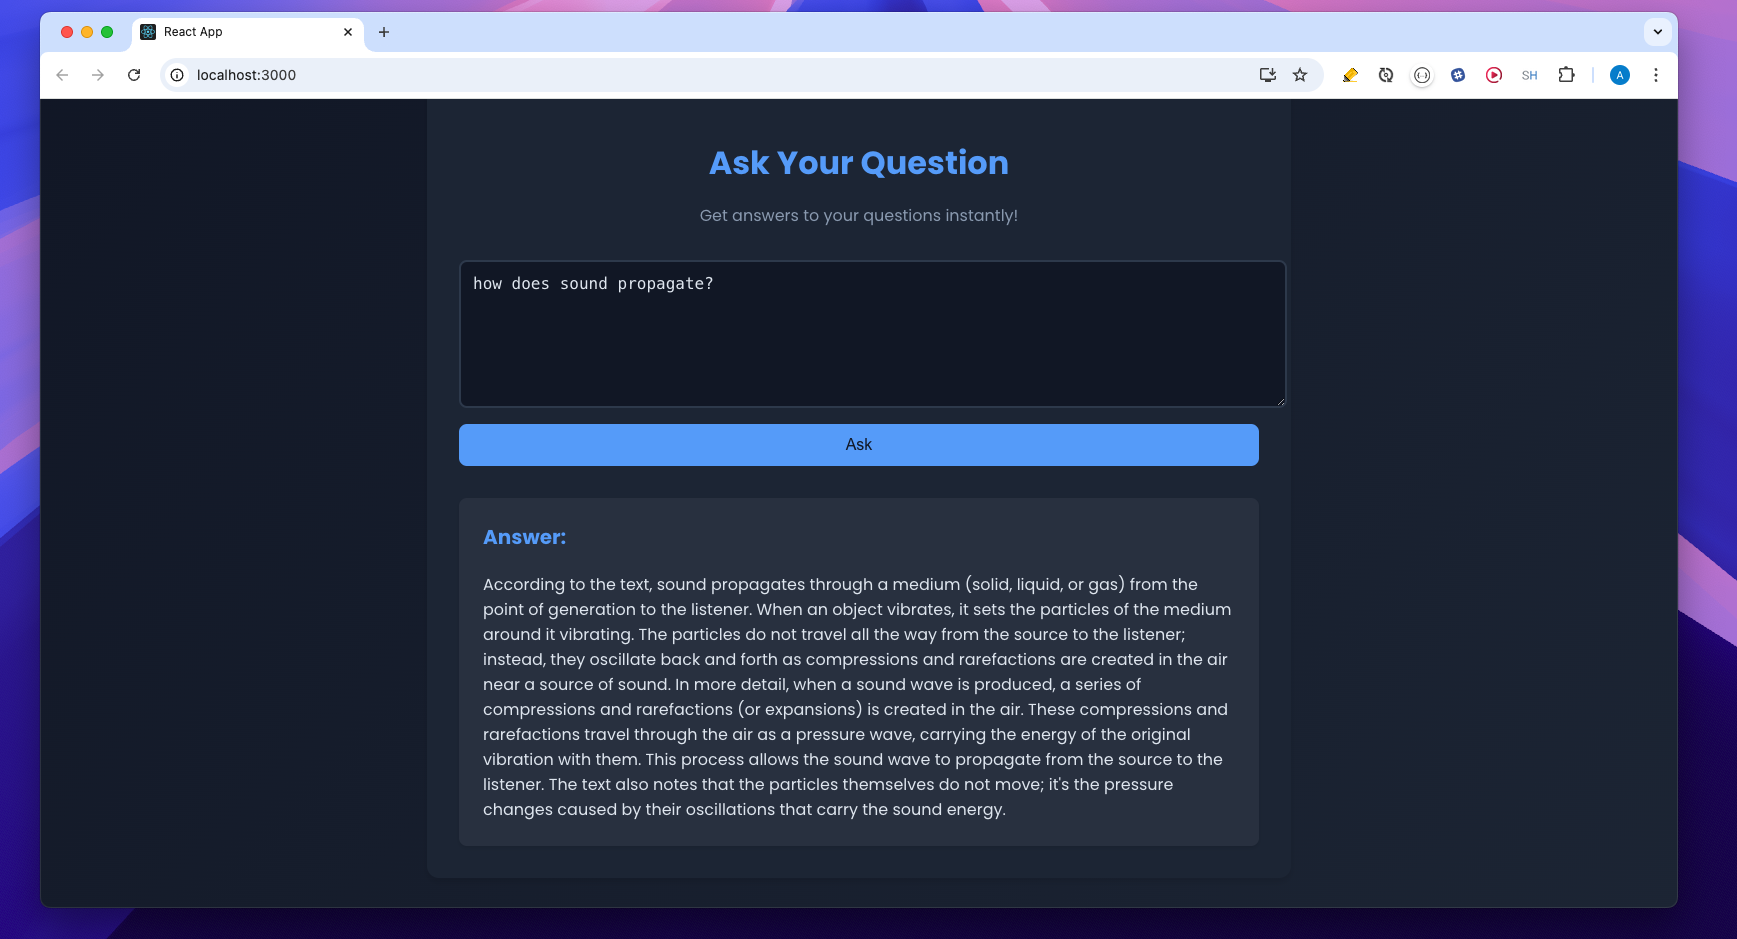 React App
localhost:3000
SH
A
Ask Your Question
Get answers to your questions instantly!
how does sound propagate?
Ask
Answer:
According to the text, sound propagates through a medium (solid, liquid, or gas) from the
point of generation to the listener. When an object vibrates, it sets the particles of the medium
around it vibrating. The particles do not travel all the way from the source to the listener;
instead, they oscillate back and forth as compressions and rarefactions are created in the air
near a source of sound. In more detail, when a sound wave is produced, a series of
compressions and rarefactions (or expansions) is created in the air. These compressions and
rarefactions travel through the air as a pressure wave, carrying the energy of the original
vibration with them. This process allows the sound wave to propagate from the source to the
listener. The text also notes that the particles themselves do not move; it's the pressure
changes caused by their oscillations that carry the sound energy.